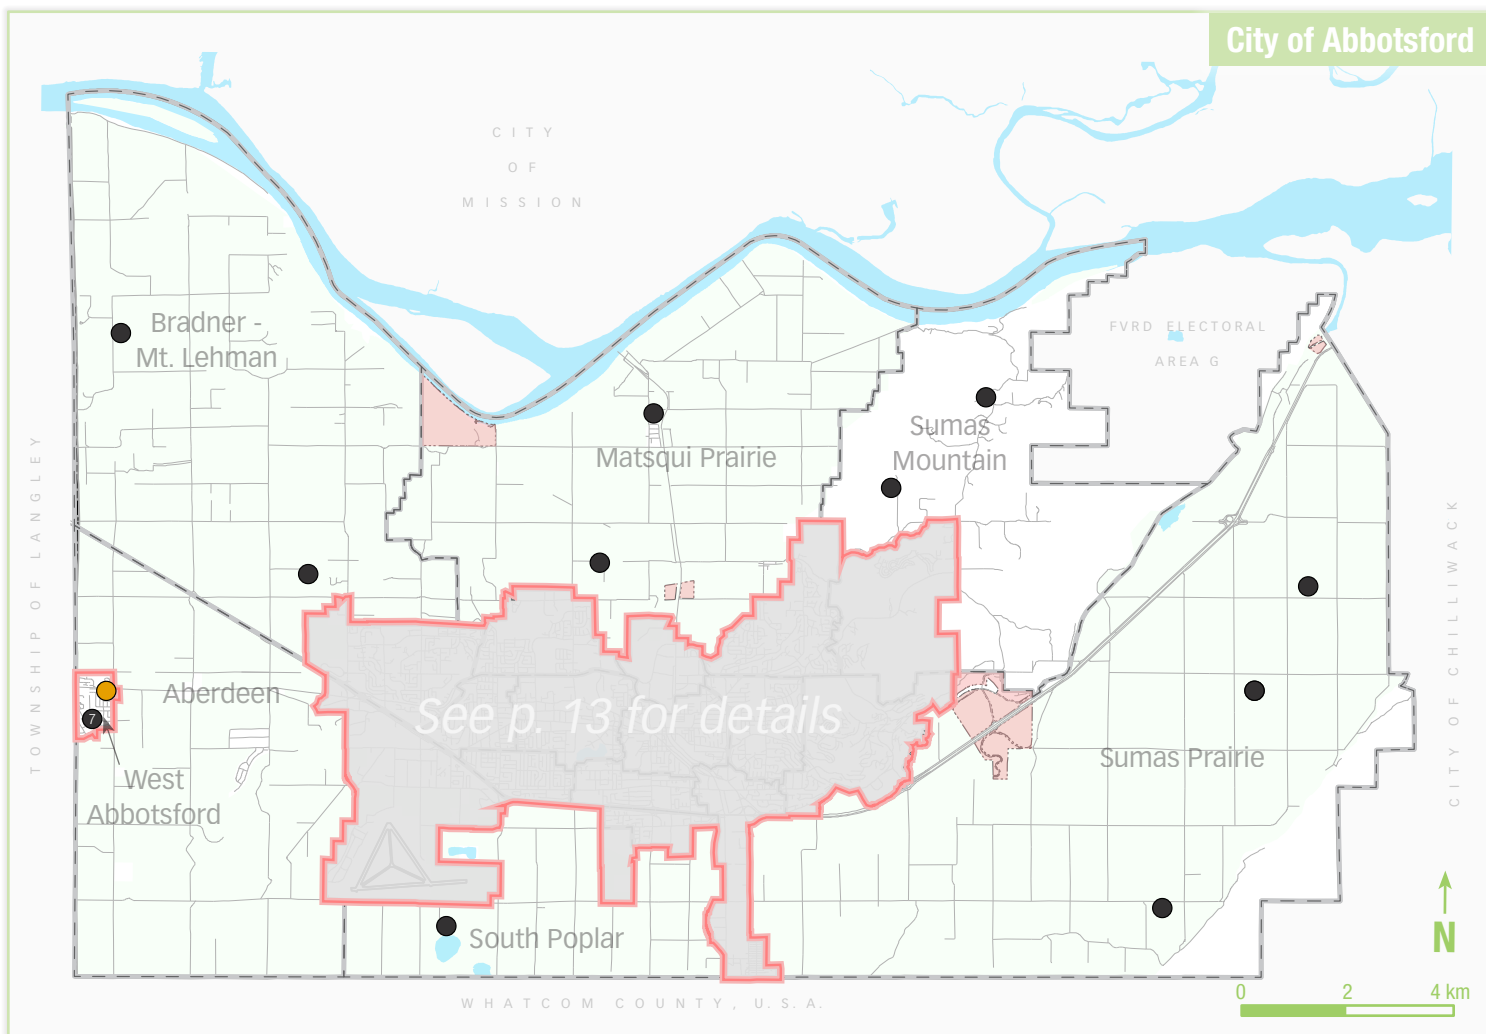 City of Abbotsford
CITY
OF
MISSION
Bradner -
Mt. Lehman
FVRD ELECTORAL
AREA G
Matsqui Prairie
Sumas
Mountain
TOWNSHIP OF LANGLEY
CITY OF CHILLIWACK
Aberdeen
7
See p. 13 for details
West
Abbotsford
Sumas Prairie
South Poplar
N
WHATCOM COUNTY, U.S.A.
0 2 4 km